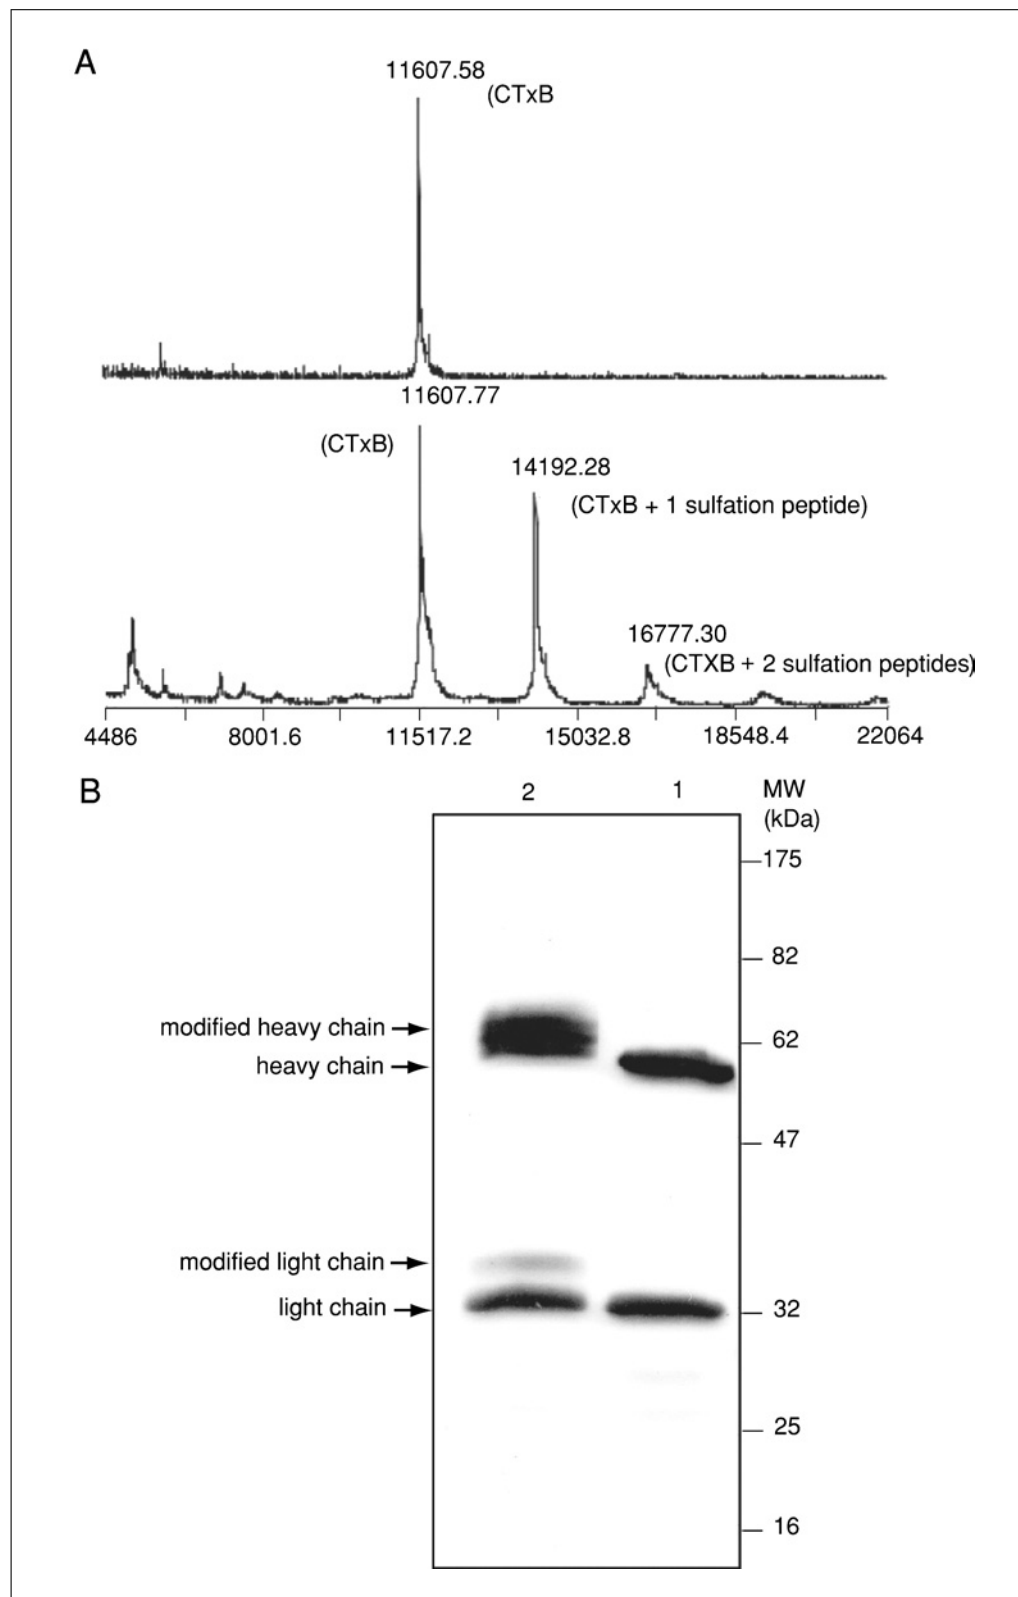 A
11607.58
(CTxB
11607.77
(CTxB)
14192.28
(CTxB + 1 sulfation peptide)
16777.30
(CTXB + 2 sulfation peptides)
4486 8001.6 11517.2 15032.8 18548.4 22064
B
2 1 MW
(kDa)
175
82
modified heavy chain
62
heavy chain
47
modified light chain
light chain
32
25
16